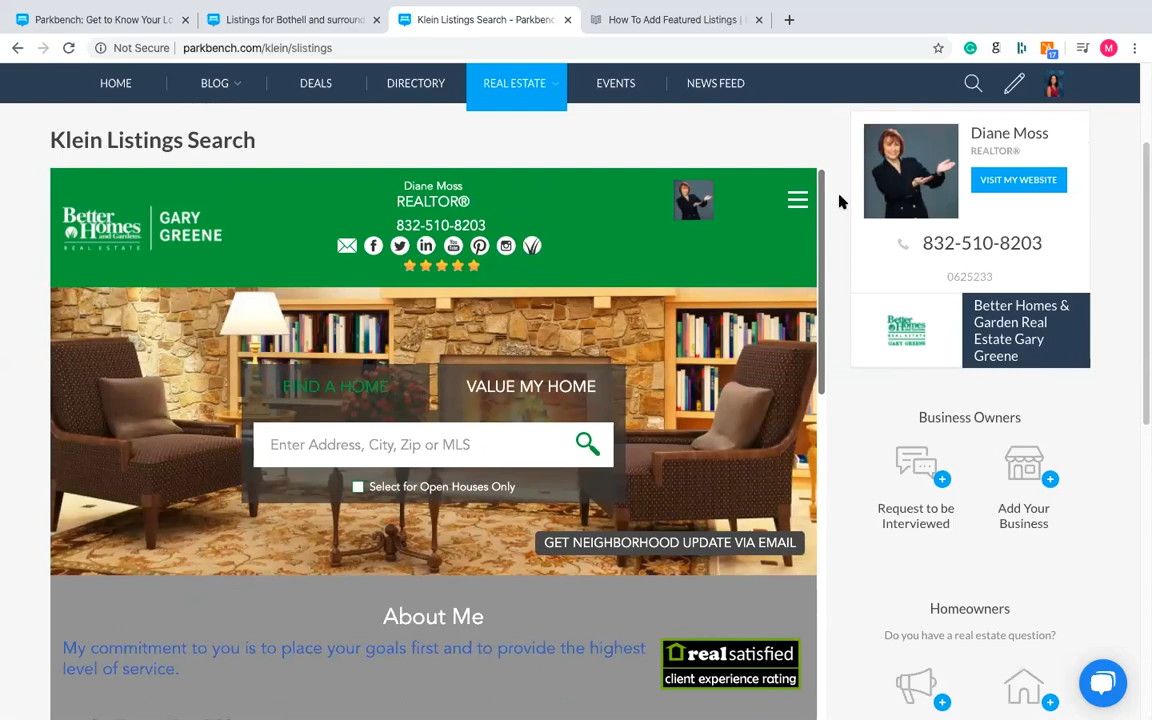 Parkbench: Get to Know Your Lo
Listings for Bothell and surround
Klein Listings Search - Parkbenc
How To Add Featured Listings |
Not Secure | parkbench.com/klein/slistings
17
M
HOME
BLOG
DEALS
DIRECTORY
REAL ESTATE
EVENTS
NEWS FEED
Klein Listings Search
Better
Homes
and Gardens
REAL ESTATE
GARY
GREENE
Diane Moss
REALTOR®
832-510-8203
FIND A HOME
VALUE MY HOME
Enter Address, City, Zip or MLS
Select for Open Houses Only
GET NEIGHBORHOOD UPDATE VIA EMAIL
About Me
My commitment to you is to place your goals first and to provide the highest
level of service.
realsatisfied
client experience rating
Diane Moss
REALTOR®
VISIT MY WEBSITE
832-510-8203
0625233
Better
Homes
GARY GREENE
Better Homes &
Garden Real
Estate Gary
Greene
Business Owners
Request to be
Interviewed
Add Your
Business
Homeowners
Do you have a real estate question?